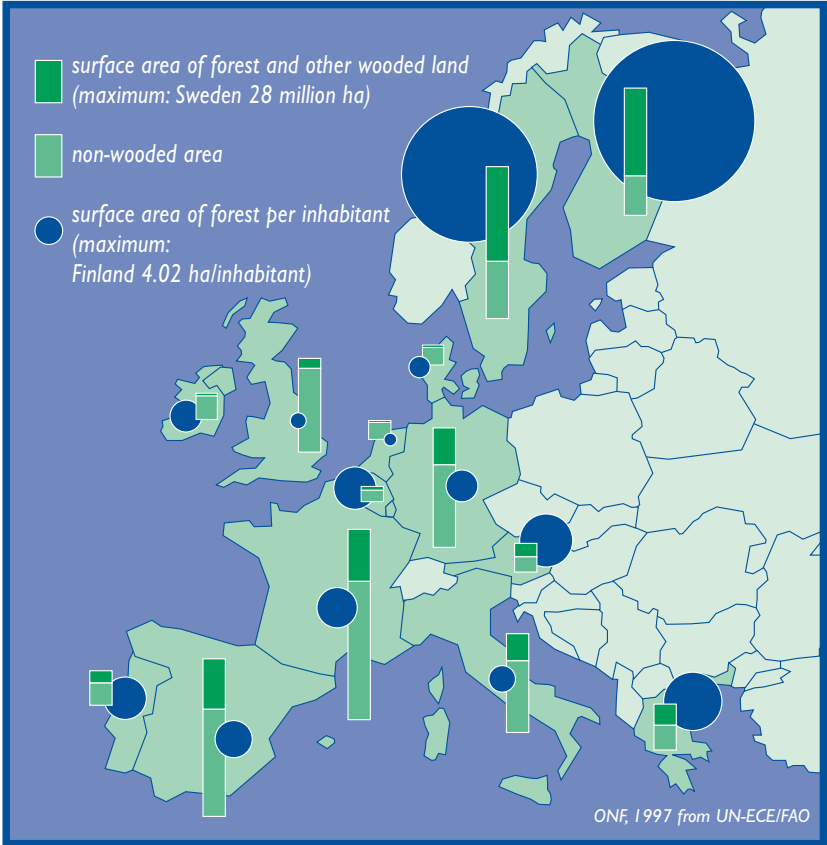 surface area of forest and other wooded land
(maximum: Sweden 28 million ha)
non-wooded area
surface area of forest per inhabitant
(maximum:
Finland 4.02 ha/inhabitant)
ONF, 1997 from UN-ECE/FAO